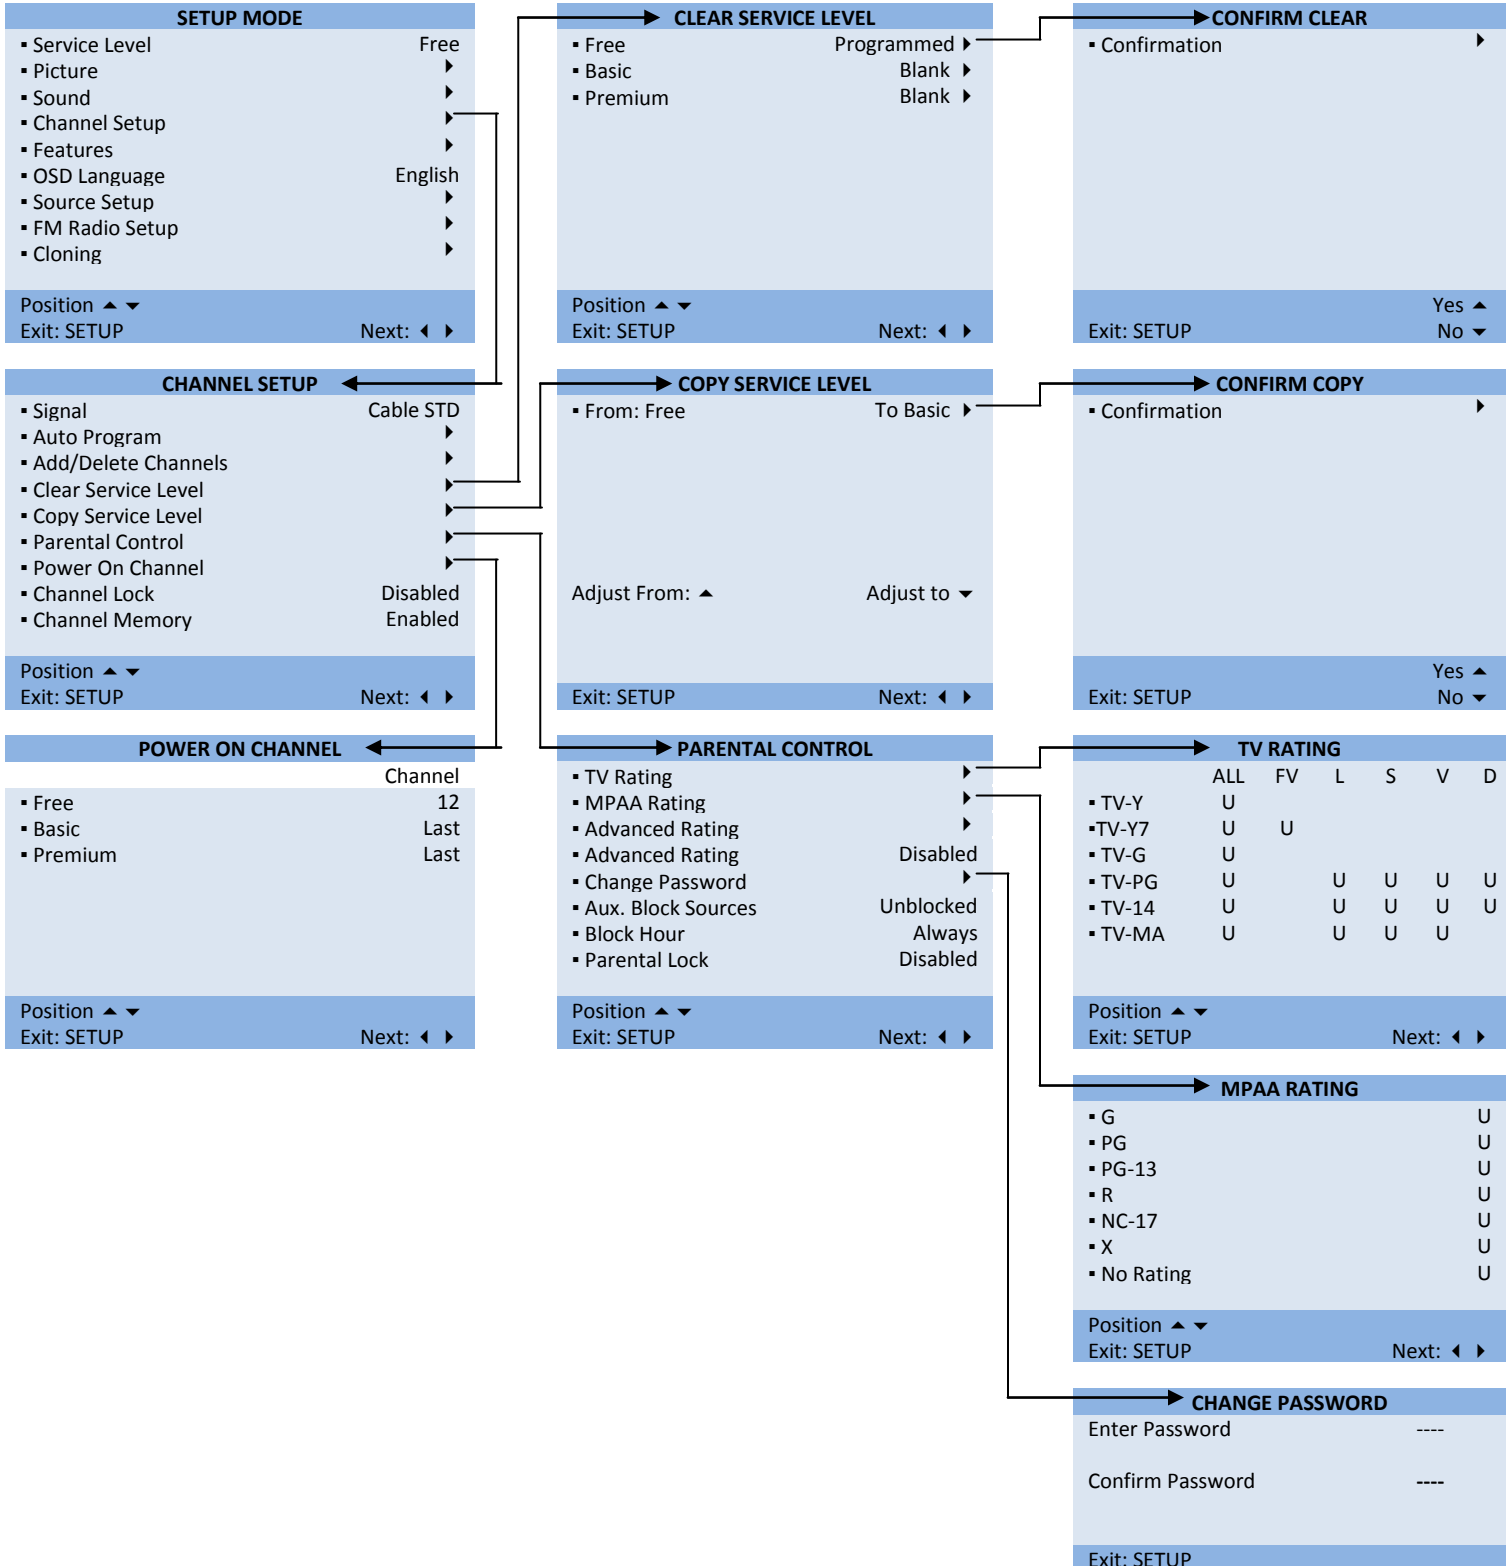 SETUP MODE
▪ Service Level Free
▪ Picture
▪ Sound
▪ Channel Setup
▪ Features
▪ OSD Language English
▪ Source Setup
▪ FM Radio Setup
▪ Cloning
Position
Exit: SETUP Next:
CLEAR SERVICE LEVEL
▪ Free Programmed
▪ Basic Blank
▪ Premium Blank
Position
Exit: SETUP Next:
CONFIRM CLEAR
▪ Confirmation
Yes
Exit: SETUP No
CHANNEL SETUP
▪ Signal Cable STD
▪ Auto Program
▪ Add/Delete Channels
▪ Clear Service Level
▪ Copy Service Level
▪ Parental Control
▪ Power On Channel
▪ Channel Lock Disabled
▪ Channel Memory Enabled
Position
Exit: SETUP Next:
COPY SERVICE LEVEL
▪ From: Free To Basic
Adjust From: Adjust to
Exit: SETUP Next:
CONFIRM COPY
▪ Confirmation
Yes
Exit: SETUP No
POWER ON CHANNEL
Channel
▪ Free 12
▪ Basic Last
▪ Premium Last
Position
Exit: SETUP Next:
PARENTAL CONTROL
▪ TV Rating
▪ MPAA Rating
▪ Advanced Rating
▪ Advanced Rating Disabled
▪ Change Password
▪ Aux. Block Sources Unblocked
▪ Block Hour Always
▪ Parental Lock Disabled
Position
Exit: SETUP Next:
TV RATING
ALL FV L S V D
▪ TV-Y U
▪TV-Y7 U U
▪ TV-G U
▪ TV-PG U U U U U
▪ TV-14 U U U U U
▪ TV-MA U U U U
Position
Exit: SETUP Next:
MPAA RATING
▪ G U
▪ PG U
▪ PG-13 U
▪ R U
▪ NC-17 U
▪ X U
▪ No Rating U
Position
Exit: SETUP Next:
CHANGE PASSWORD
Enter Password ----
Confirm Password ----
Exit: SETUP